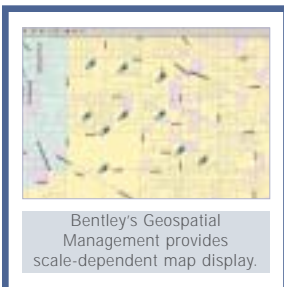 Bentley's Geospatial
Management provides
scale-dependent map display.